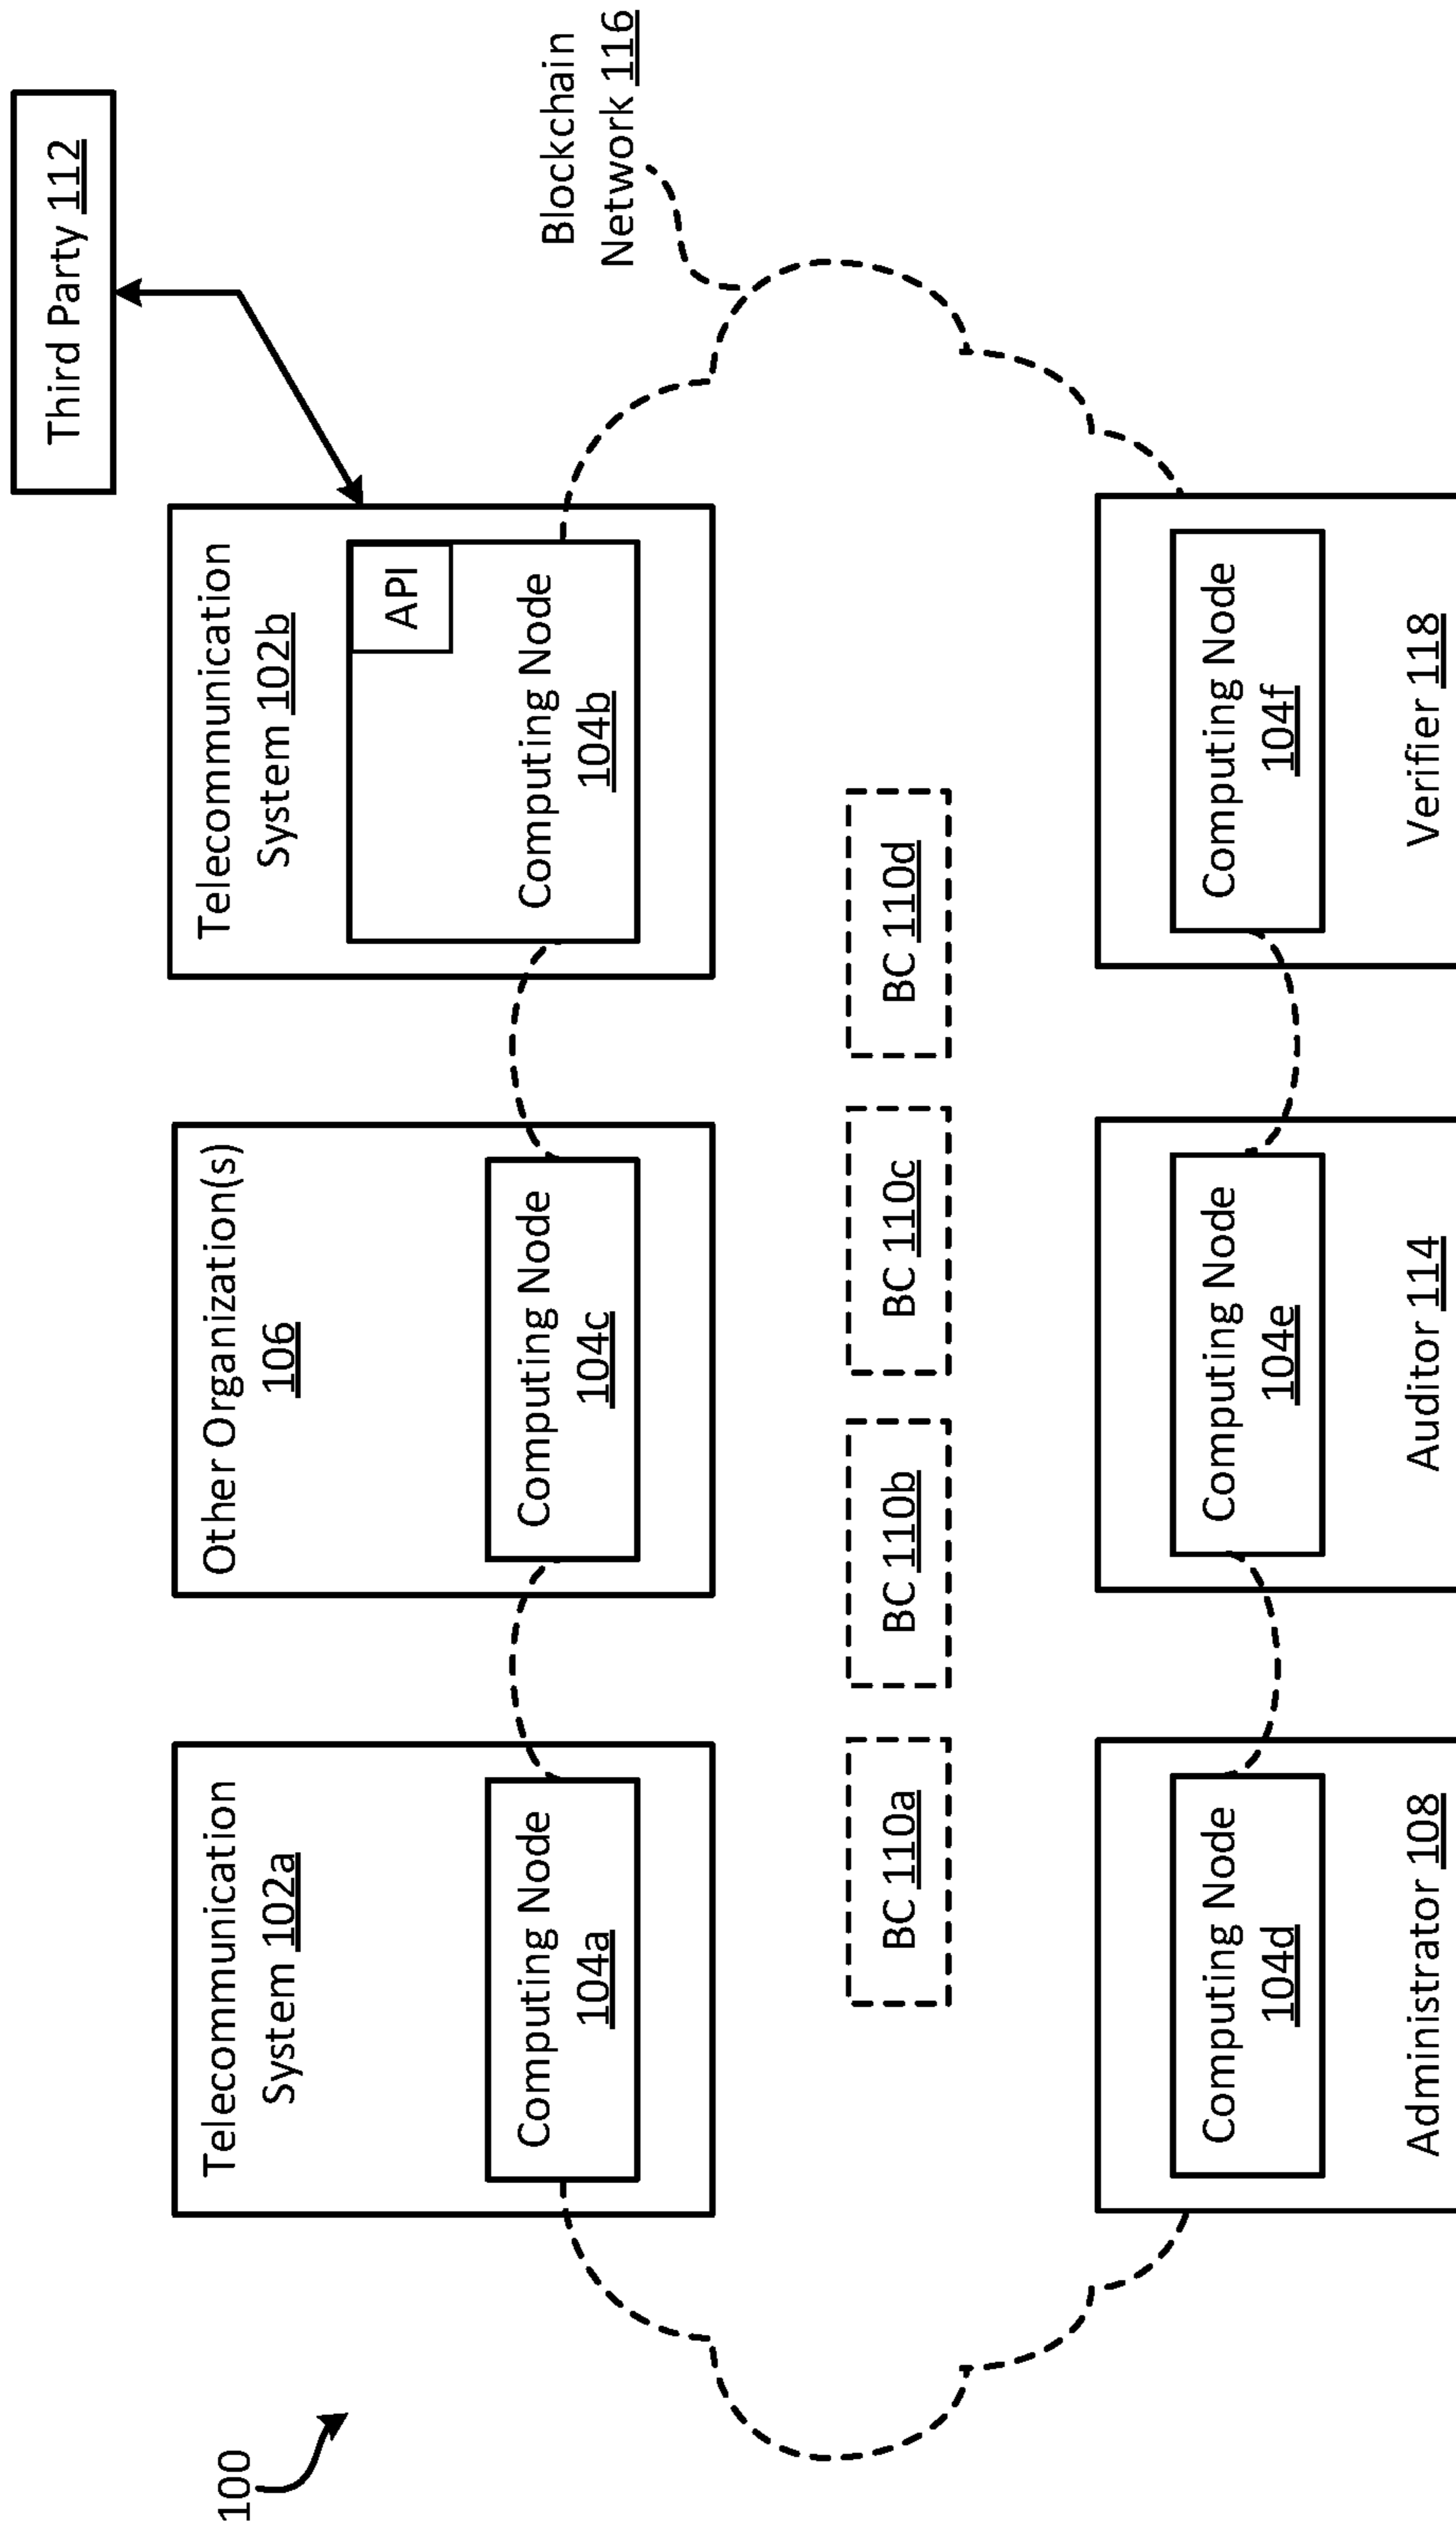 100
Third Party 112
Telecommunication
System 102a
Computing Node
104a
Other Organization(s)
106
Computing Node
104c
Telecommunication
System 102b
API
Computing Node
104b
Blockchain
Network 116
BC 110a
BC 110b
BC 110c
BC 110d
Computing Node
104d
Administrator 108
Computing Node
104e
Auditor 114
Computing Node
104f
Verifier 118